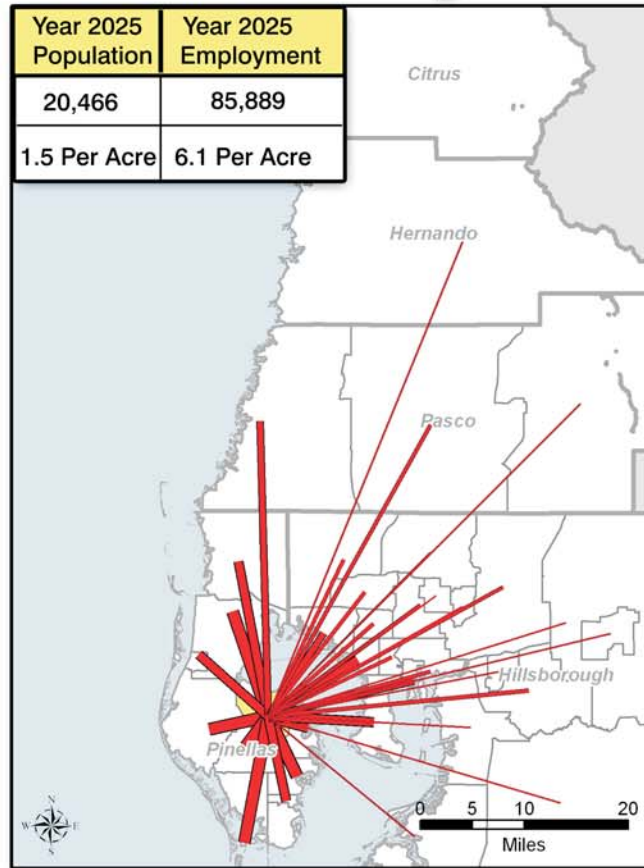 Year 2025 Population
Year 2025 Employment
20,466
85,889
1.5 Per Acre
6.1 Per Acre
Citrus
Hernando
Pasco
Hillsborough
Pinellas
N
W
E
S
0 5 10 20
Miles